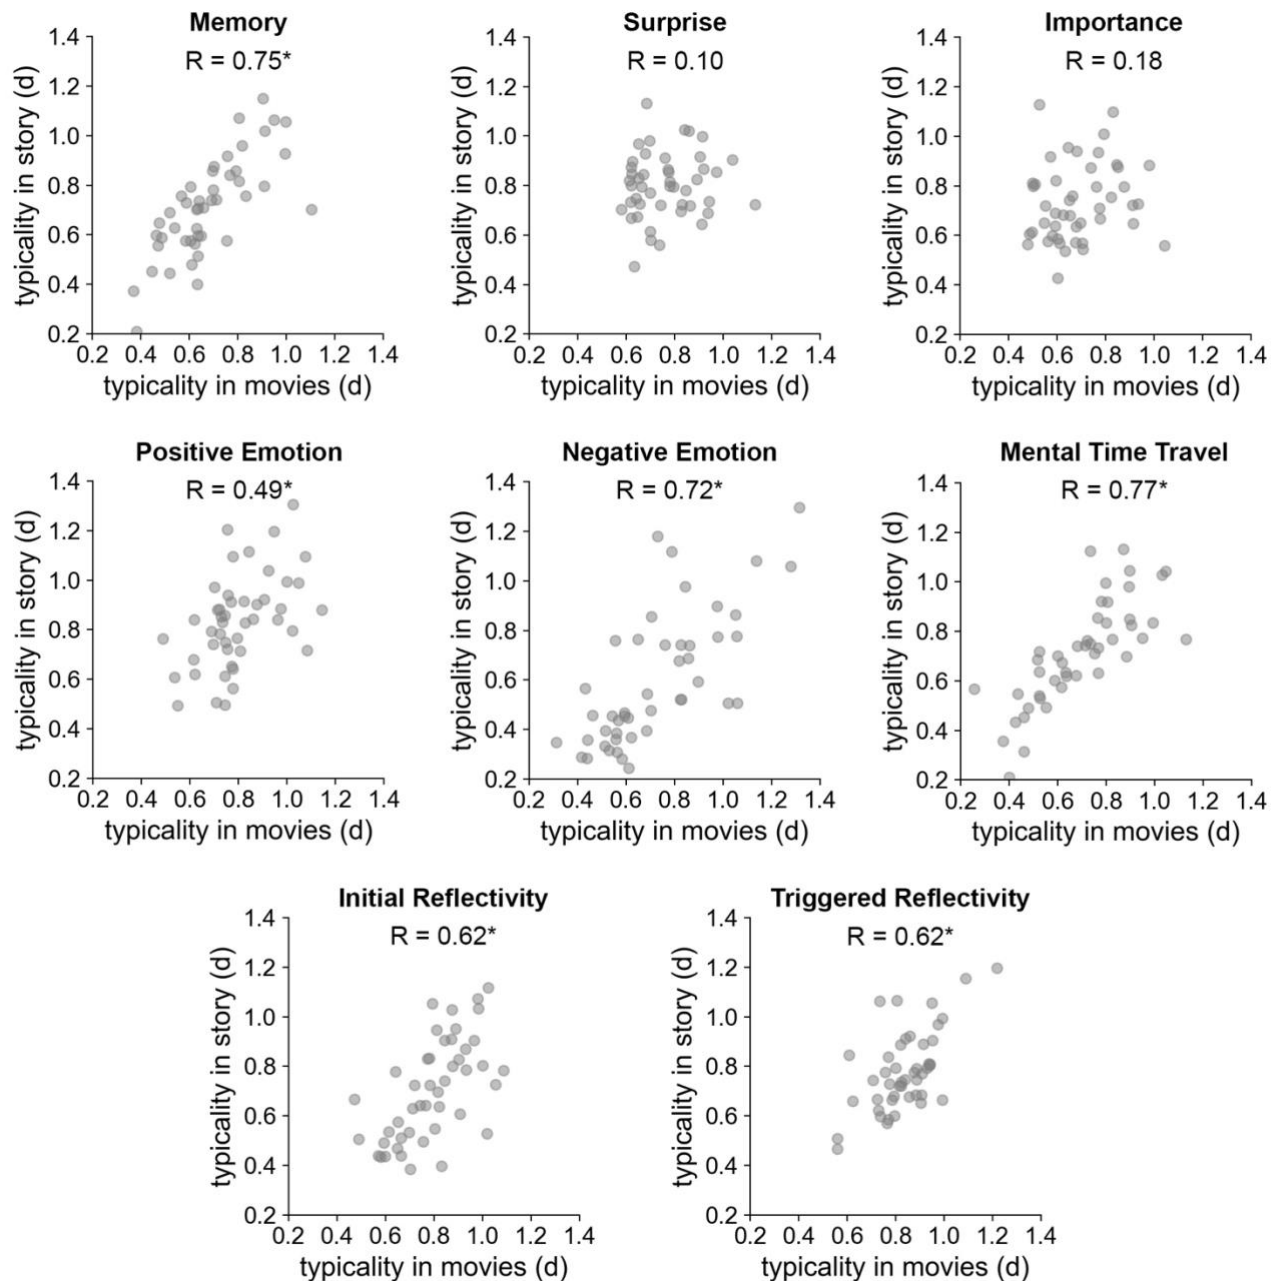 Memory
R = 0.75*
typicality in story (d)
1.4
1.2
1.0
0.8
0.6
0.4
0.2
0.2 0.4 0.6 0.8 1.0 1.2 1.4
typicality in movies (d)
Surprise
R = 0.10
typicality in story (d)
1.4
1.2
1.0
0.8
0.6
0.4
0.2
0.2 0.4 0.6 0.8 1.0 1.2 1.4
typicality in movies (d)
Importance
R = 0.18
typicality in story (d)
1.4
1.2
1.0
0.8
0.6
0.4
0.2
0.2 0.4 0.6 0.8 1.0 1.2 1.4
typicality in movies (d)
Positive Emotion
R = 0.49*
typicality in story (d)
1.4
1.2
1.0
0.8
0.6
0.4
0.2
0.2 0.4 0.6 0.8 1.0 1.2 1.4
typicality in movies (d)
Negative Emotion
R = 0.72*
typicality in story (d)
1.4
1.2
1.0
0.8
0.6
0.4
0.2
0.2 0.4 0.6 0.8 1.0 1.2 1.4
typicality in movies (d)
Mental Time Travel
R = 0.77*
typicality in story (d)
1.4
1.2
1.0
0.8
0.6
0.4
0.2
0.2 0.4 0.6 0.8 1.0 1.2 1.4
typicality in movies (d)
Initial Reflectivity
R = 0.62*
typicality in story (d)
1.4
1.2
1.0
0.8
0.6
0.4
0.2
0.2 0.4 0.6 0.8 1.0 1.2 1.4
typicality in movies (d)
Triggered Reflectivity
R = 0.62*
typicality in story (d)
1.4
1.2
1.0
0.8
0.6
0.4
0.2
0.2 0.4 0.6 0.8 1.0 1.2 1.4
typicality in movies (d)